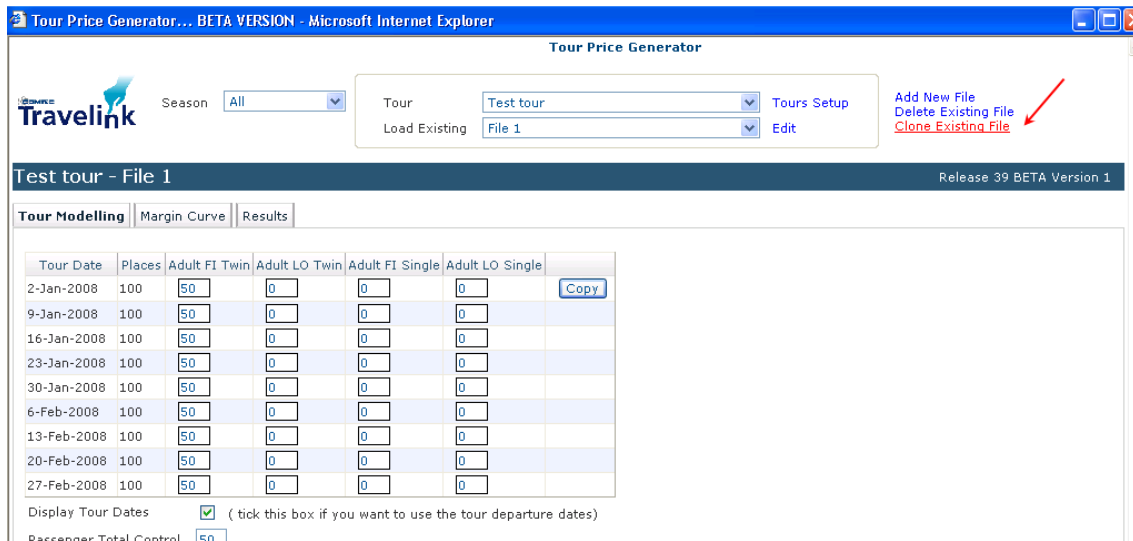 Tour Price Generator... BETA VERSION - Microsoft Internet Explorer
Tour Price Generator
Travelink
Season All
Tour Test tour Tours Setup
Load Existing File 1 Edit
Add New File
Delete Existing File
Clone Existing File
Test tour - File 1 Release 39 BETA Version 1
Tour Modelling Margin Curve Results
Tour Date Places Adult FI Twin Adult LO Twin Adult FI Single Adult LO Single
2-Jan-2008 100 50 0 0 0 Copy
9-Jan-2008 100 50 0 0 0
16-Jan-2008 100 50 0 0 0
23-Jan-2008 100 50 0 0 0
30-Jan-2008 100 50 0 0 0
6-Feb-2008 100 50 0 0 0
13-Feb-2008 100 50 0 0 0
20-Feb-2008 100 50 0 0 0
27-Feb-2008 100 50 0 0 0
Display Tour Dates ( tick this box if you want to use the tour departure dates)
Passenger Total Control 50